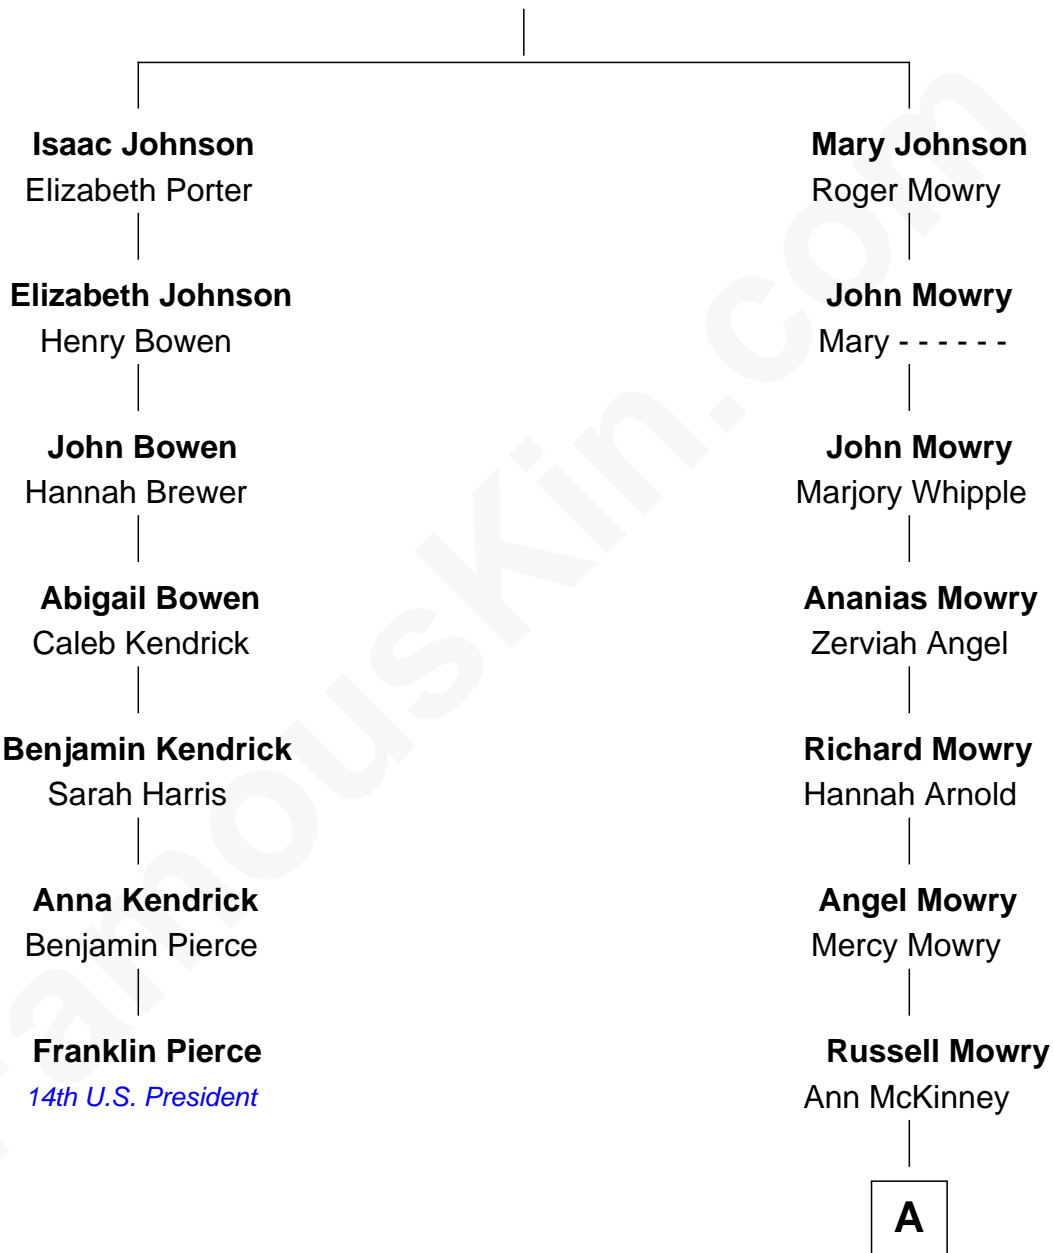 Isaac Johnson
Elizabeth Porter
Mary Johnson
Roger Mowry
Elizabeth Johnson
Henry Bowen
John Mowry
Mary - - - - - -
John Bowen
Hannah Brewer
John Mowry
Marjory Whipple
Abigail Bowen
Caleb Kendrick
Ananias Mowry
Zerviah Angel
Benjamin Kendrick
Sarah Harris
Richard Mowry
Hannah Arnold
Anna Kendrick
Benjamin Pierce
Angel Mowry
Mercy Mowry
Franklin Pierce
14th U.S. President
Russell Mowry
Ann McKinney
A
FamousKin.com